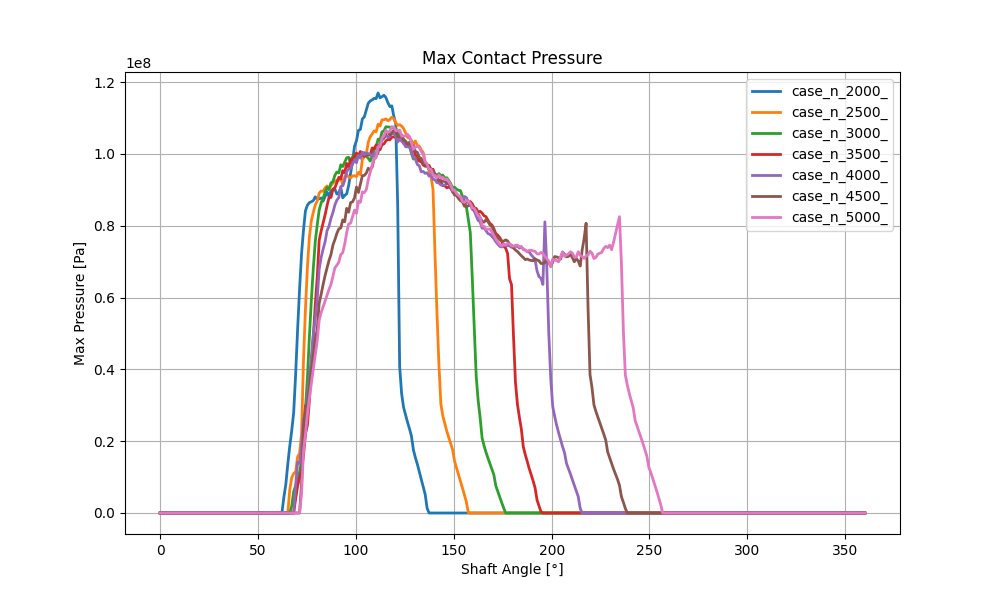 Max Contact Pressure
1e8
1.2
1.0
0.8
0.6
0.4
0.2
0.0
Max Pressure [Pa]
case_n_2000_
case_n_2500_
case_n_3000_
case_n_3500_
case_n_4000_
case_n_4500_
case_n_5000_
0 50 100 150 200 250 300 350
Shaft Angle [°]